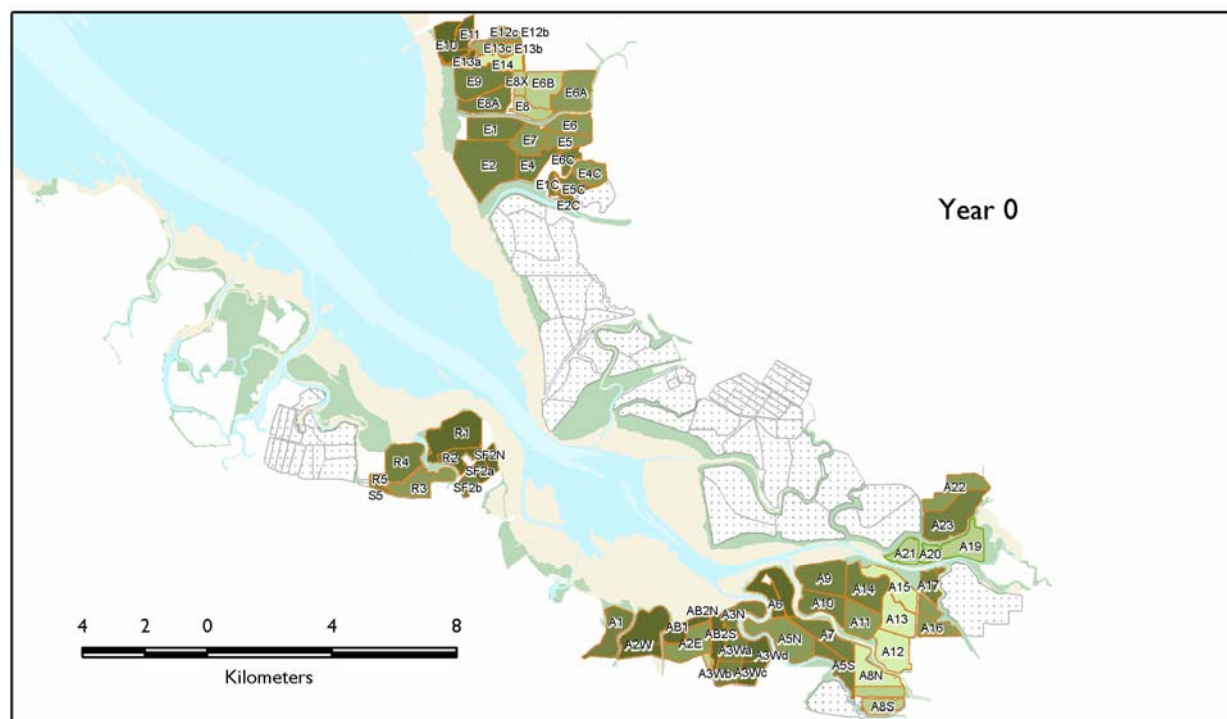 E11
E12c E12b
E10
E13c E13b
E13a E14
E9 E8X E6B
E6A
E8A E8
E1 E6
E7 E5
E2 E4 E6C
E4C
E1C E5C
E2C
Year 0
R1
R4 R2 SF2N
SF2a
R5 R3 SF2b
S5
A22
A23
A21 A20 A19
A9 A14 A15 A17
AB2N A3N A6 A10
A1 AB1 AB2S A11 A13 A16
A2W A2E A3Wa A3Wd A5N A7 A12
A3Wb A3Wc A5S A8N
A8S
4 2 0 4 8
Kilometers